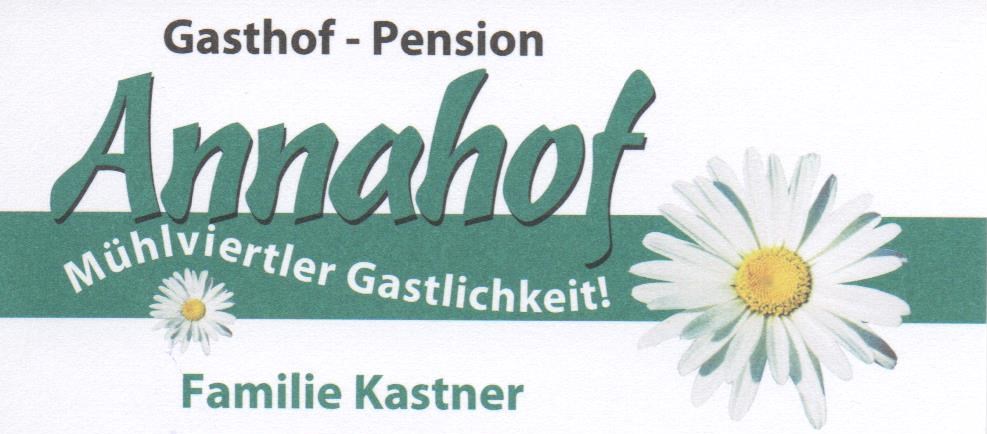 Gasthof - Pension
Annahof
Mühlviertler Gastlichkeit!
Familie Kastner